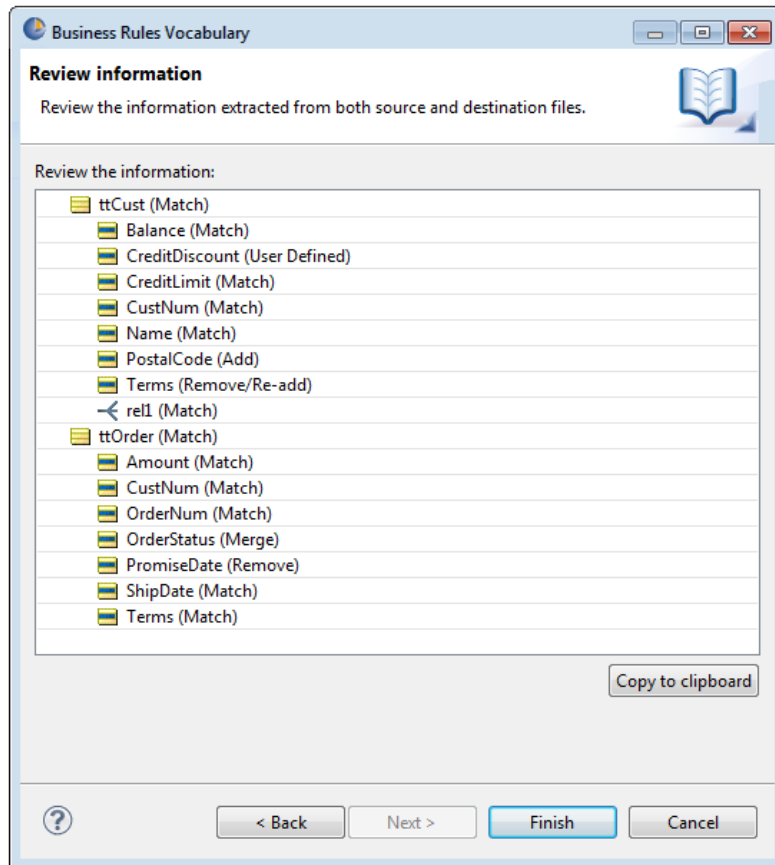 Business Rules Vocabulary
Review information
Review the information extracted from both source and destination files.
Review the information:
ttCust (Match)
Balance (Match)
CreditDiscount (User Defined)
CreditLimit (Match)
CustNum (Match)
Name (Match)
PostalCode (Add)
Terms (Remove/Re-add)
rel1 (Match)
ttOrder (Match)
Amount (Match)
CustNum (Match)
OrderNum (Match)
OrderStatus (Merge)
PromiseDate (Remove)
ShipDate (Match)
Terms (Match)
Copy to clipboard
? < Back Next > Finish Cancel